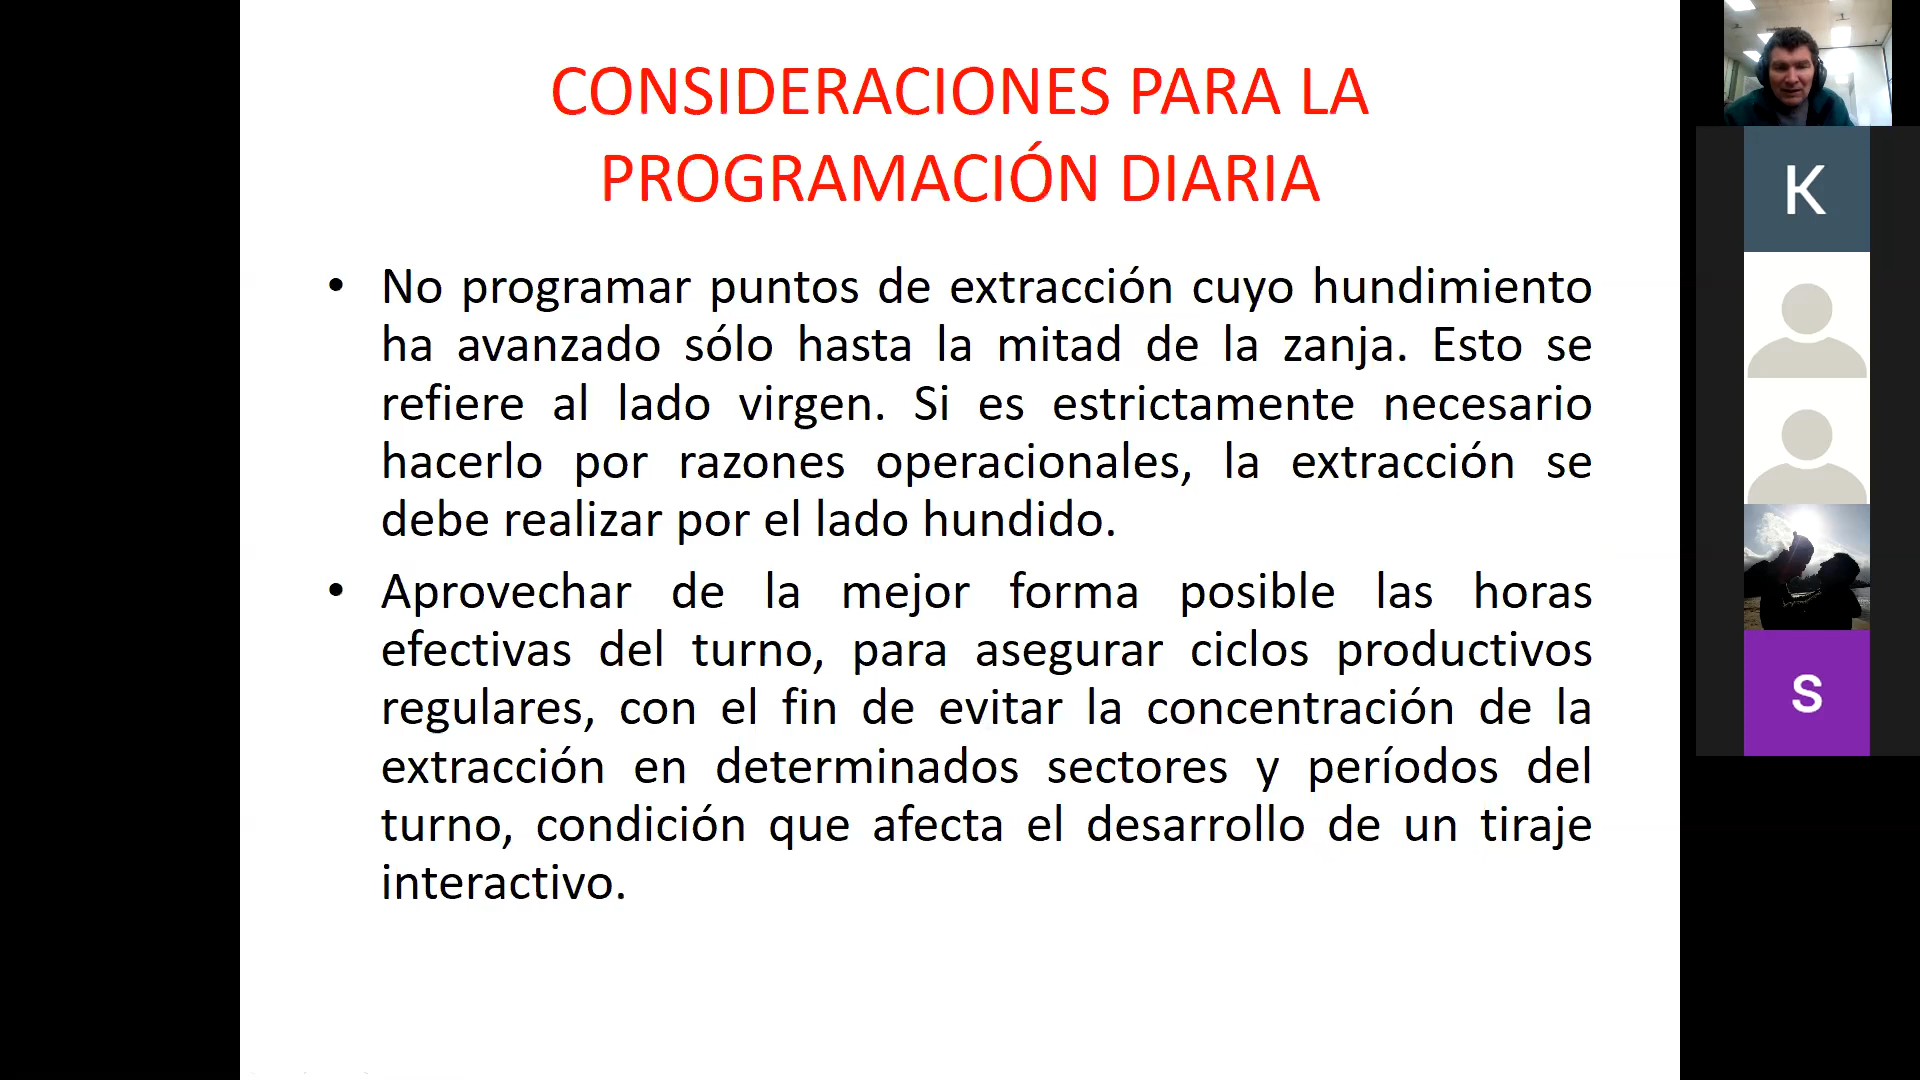 CONSIDERACIONES PARA LA
PROGRAMACIÓN DIARIA
• No programar puntos de extracción cuyo hundimiento
ha avanzado sólo hasta la mitad de la zanja. Esto se
refiere al lado virgen. Si es estrictamente necesario
hacerlo por razones operacionales, la extracción se
debe realizar por el lado hundido.
• Aprovechar de la mejor forma posible las horas
efectivas del turno, para asegurar ciclos productivos
regulares, con el fin de evitar la concentración de la
extracción en determinados sectores y períodos del
turno, condición que afecta el desarrollo de un tiraje
interactivo.
K
S